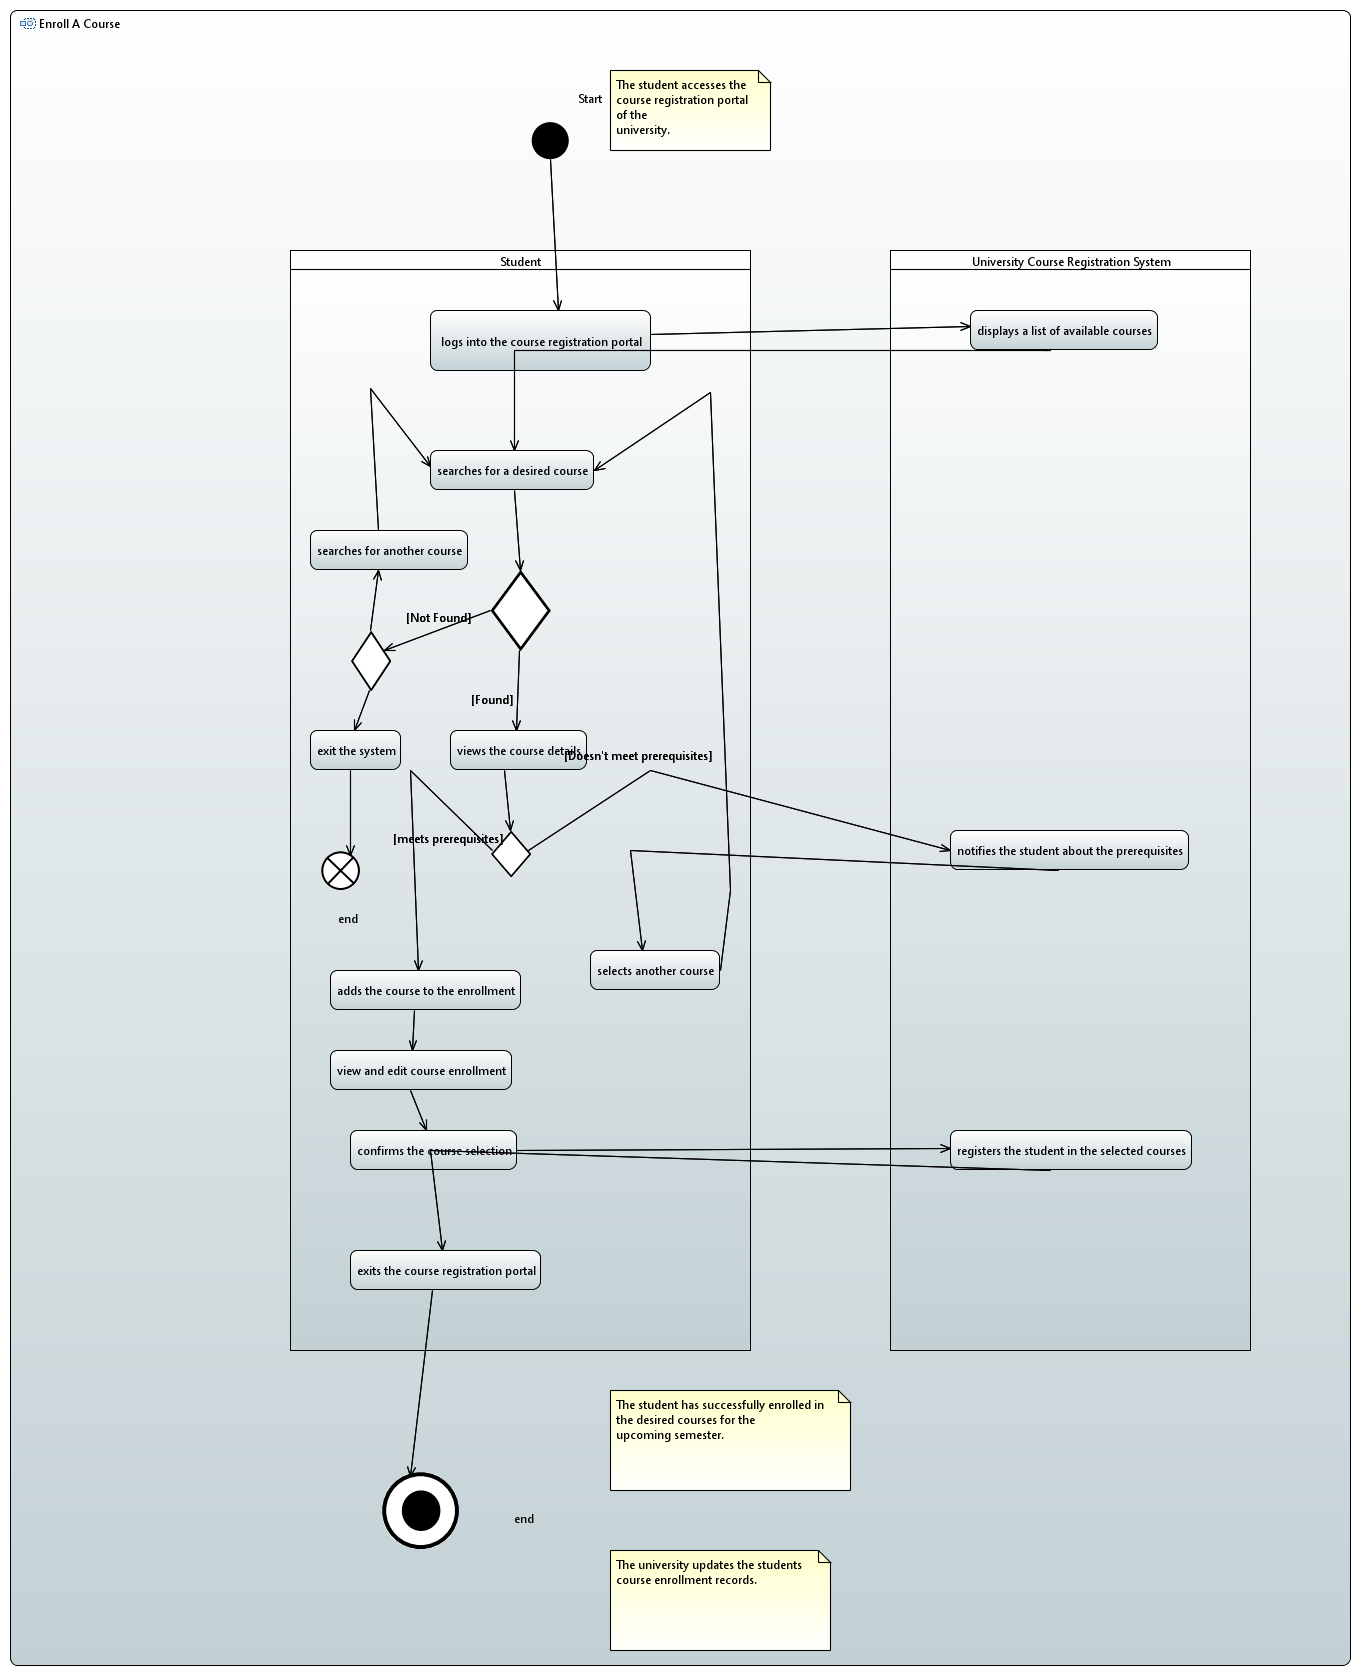 Enroll A Course
The student accesses the
course registration portal
of the
university.
Start
Student
University Course Registration System
logs into the course registration portal
displays a list of available courses
searches for a desired course
searches for another course
[Not Found]
[Found]
exit the system
views the course details
[Doesn't meet prerequisites]
[meets prerequisites]
notifies the student about the prerequisites
end
selects another course
adds the course to the enrollment
view and edit course enrollment
confirms the course selection
registers the student in the selected courses
exits the course registration portal
The student has successfully enrolled in
the desired courses for the
upcoming semester.
end
The university updates the students
course enrollment records.